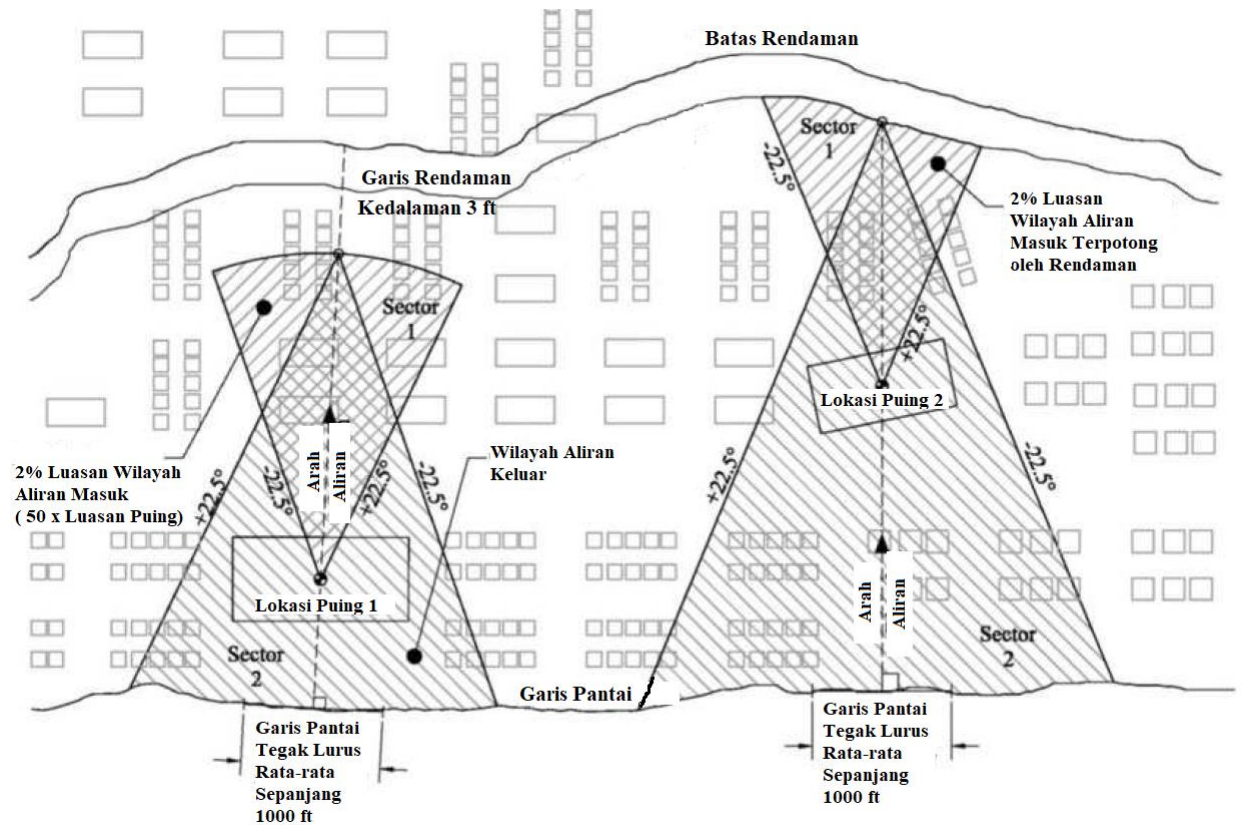 Batas Rendaman
Sector
1
-22.5°
Garis Rendaman
Kedalaman 3 ft
2% Luasan
Wilayah Aliran
Masuk Terpotong
oleh Rendaman
Sector
1
+22.5°
Lokasi Puing 2
2% Luasan Wilayah
Aliran Masuk
( 50 x Luasan Puing)
Arah
Aliran
Wilayah Aliran
Keluar
+22.5°
-22.5°
+22.5°
-22.5°
+22.5°
-22.5°
Lokasi Puing 1
Arah
Aliran
Sector
2
Sector
2
Garis Pantai
Garis Pantai
Tegak Lurus
Rata-rata
Sepanjang
1000 ft
Garis Pantai
Tegak Lurus
Rata-rata
Sepanjang
1000 ft